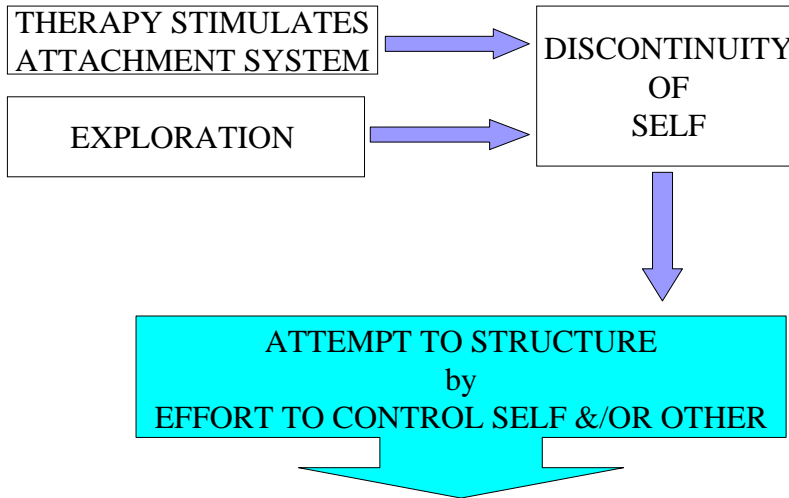 THERAPY STIMULATES
ATTACHMENT SYSTEM
EXPLORATION
DISCONTINUITY
OF
SELF
ATTEMPT TO STRUCTURE
by
EFFORT TO CONTROL SELF &/OR OTHER